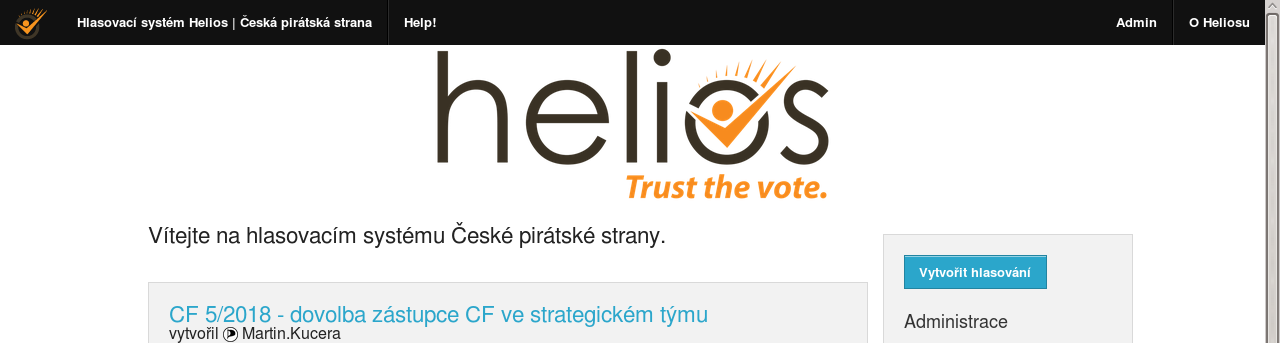 Hlasovací systém Helios | Česká pirátská strana
Help!
Admin
O Heliosu
helios
Trust the vote.
Vítejte na hlasovacím systému České pirátské strany.
Vytvořit hlasování
CF 5/2018 - dovolba zástupce CF ve strategickém týmu
vytvořil Martin.Kucera
Administrace